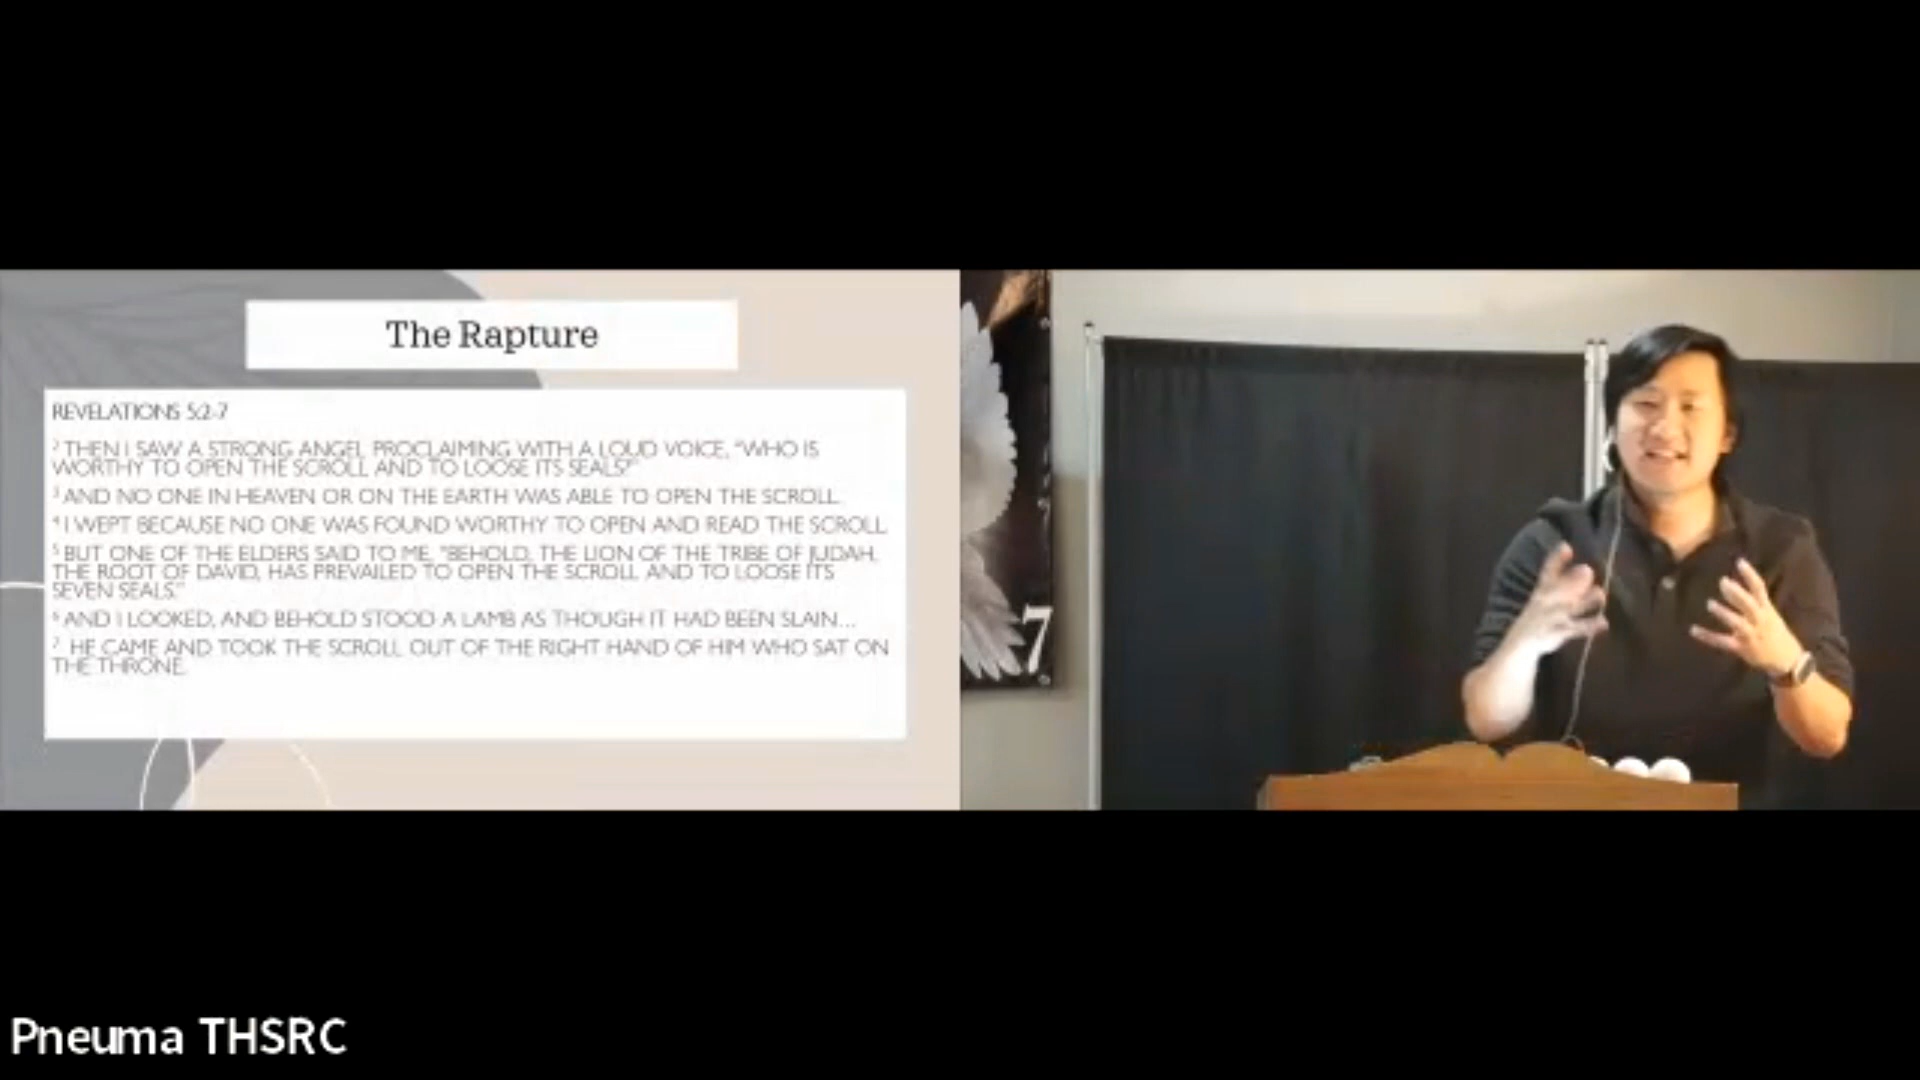 The Rapture
REVELATIONS 5:2-7
2 THEN I SAW A STRONG ANGEL PROCLAIMING WITH A LOUD VOICE, "WHO IS
WORTHY TO OPEN THE SCROLL AND TO LOOSE ITS SEALS?"
3 AND NO ONE IN HEAVEN OR ON THE EARTH WAS ABLE TO OPEN THE SCROLL.
4 I WEPT BECAUSE NO ONE WAS FOUND WORTHY TO OPEN AND READ THE SCROLL.
5 BUT ONE OF THE ELDERS SAID TO ME, "BEHOLD, THE LION OF THE TRIBE OF JUDAH,
THE ROOT OF DAVID, HAS PREVAILED TO OPEN THE SCROLL AND TO LOOSE ITS
SEVEN SEALS."
6 AND I LOOKED, AND BEHOLD STOOD A LAMB AS THOUGH IT HAD BEEN SLAIN...
7 HE CAME AND TOOK THE SCROLL OUT OF THE RIGHT HAND OF HIM WHO SAT ON
THE THRONE.
7
Pneuma THSRC